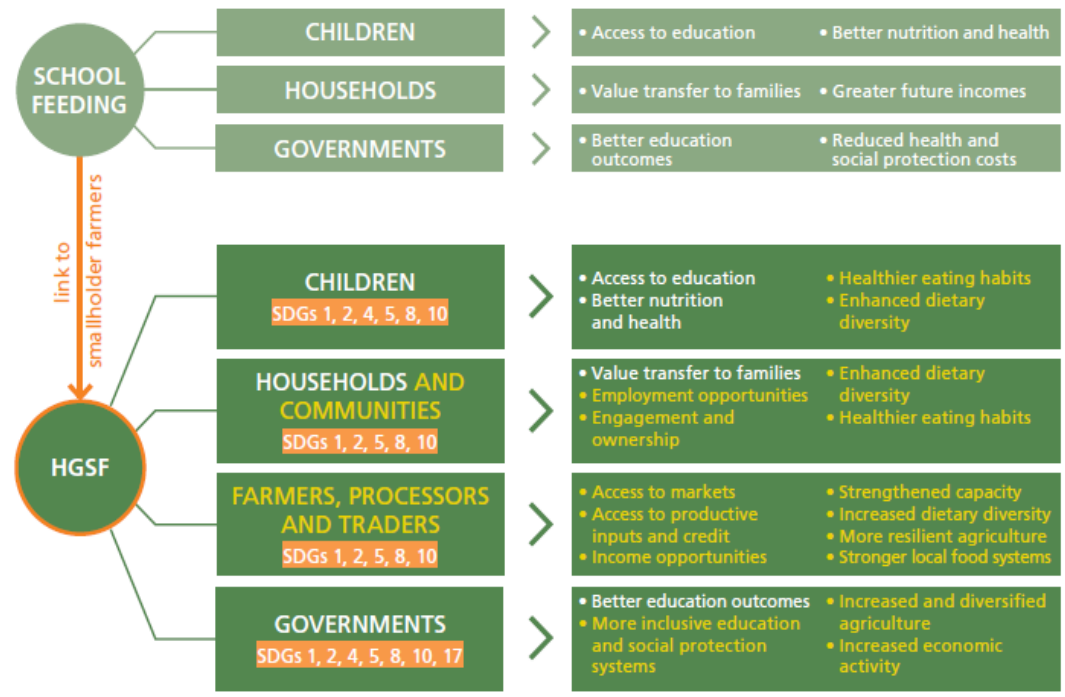 SCHOOL
FEEDING
CHILDREN
• Access to education
• Better nutrition and health
HOUSEHOLDS
• Value transfer to families
• Greater future incomes
GOVERNMENTS
• Better education
outcomes
• Reduced health and
social protection costs
link to
smallholder farmers
HGSF
CHILDREN
SDGs 1, 2, 4, 5, 8, 10
• Access to education
• Better nutrition
and health
• Healthier eating habits
• Enhanced dietary
diversity
HOUSEHOLDS AND
COMMUNITIES
SDGs 1, 2, 5, 8, 10
• Value transfer to families
• Employment opportunities
• Engagement and
ownership
• Enhanced dietary
diversity
• Healthier eating habits
FARMERS, PROCESSORS
AND TRADERS
SDGs 1, 2, 5, 8, 10
• Access to markets
• Access to productive
inputs and credit
• Income opportunities
• Strengthened capacity
• Increased dietary diversity
• More resilient agriculture
• Stronger local food systems
GOVERNMENTS
SDGs 1, 2, 4, 5, 8, 10, 17
• Better education outcomes
• More inclusive education
and social protection
systems
• Increased and diversified
agriculture
• Increased economic
activity